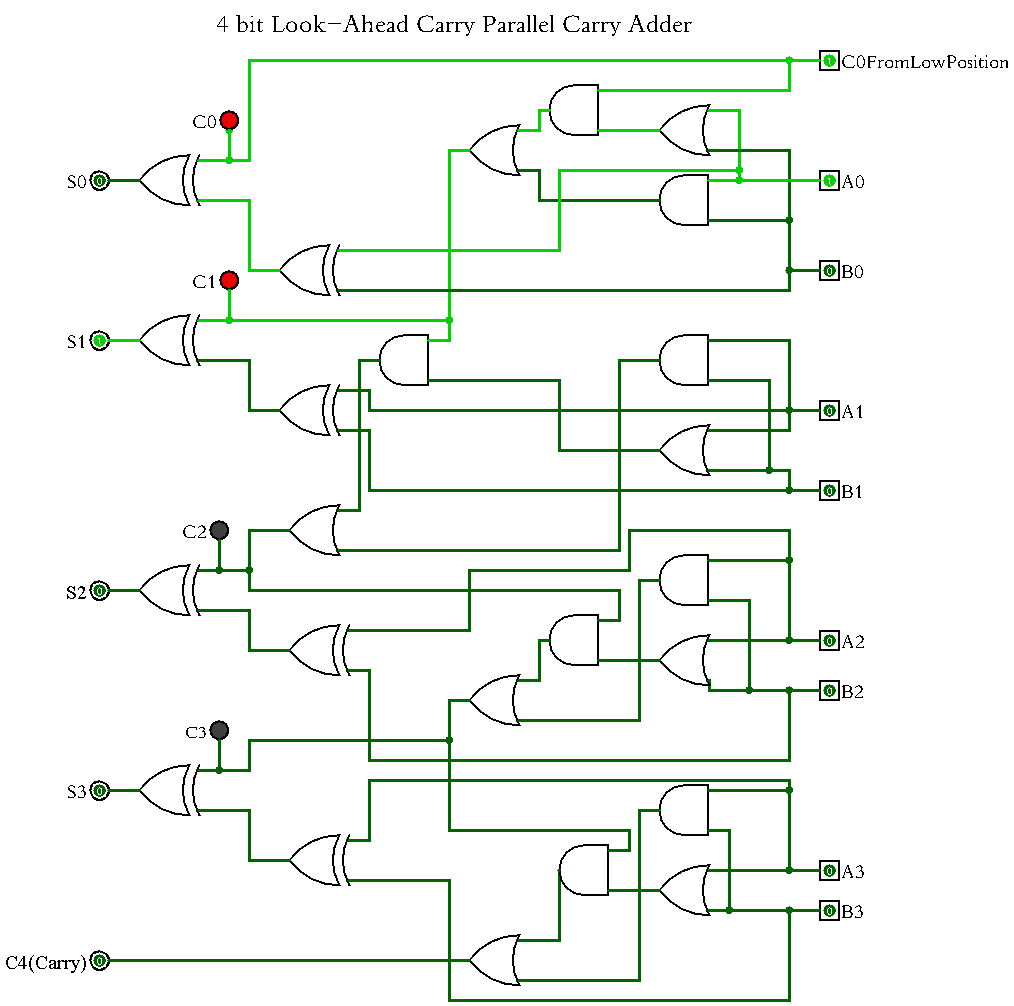 4 bit Look-Ahead Carry Parallel Carry Adder
1 C0FromLowPosition
C0
S0 0
1 A0
C1
0 B0
S1 1
0 A1
0 B1
C2
S2 0
0 A2
0 B2
C3
S3 0
0 A3
0 B3
C4(Carry) 0